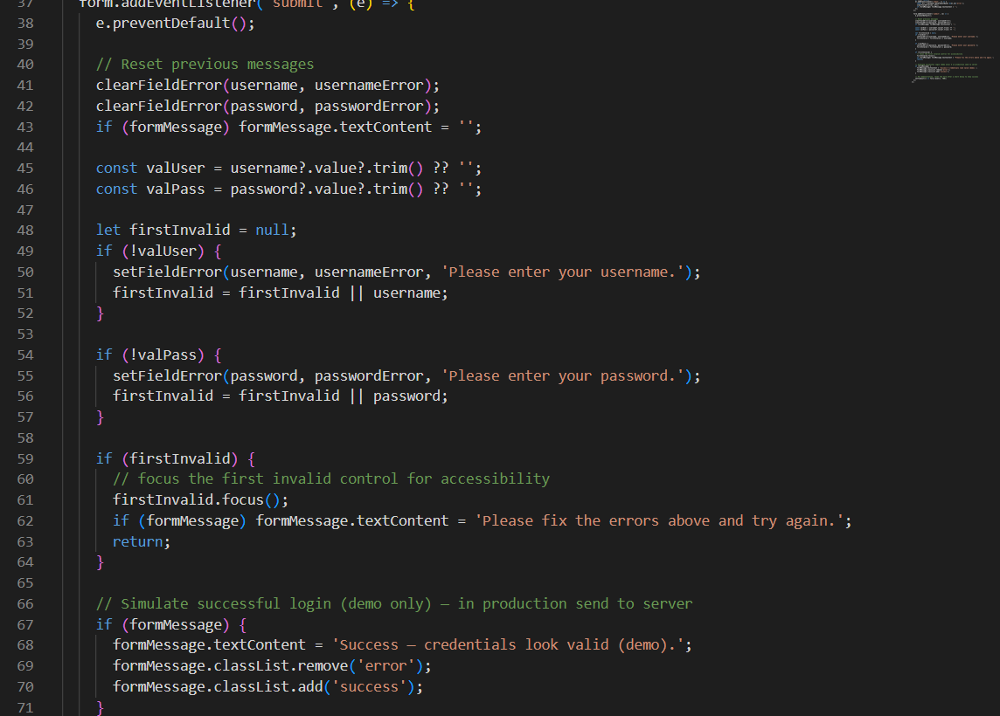 37 form.addEventListener('submit', (e) => {
38 e.preventDefault();
39
40 // Reset previous messages
41 clearFieldError(username, usernameError);
42 clearFieldError(password, passwordError);
43 if (formMessage) formMessage.textContent = '';
44
45 const valUser = username?.value?.trim() ?? '';
46 const valPass = password?.value?.trim() ?? '';
47
48 let firstInvalid = null;
49 if (!valUser) {
50 setFieldError(username, usernameError, 'Please enter your username.');
51 firstInvalid = firstInvalid || username;
52 }
53
54 if (!valPass) {
55 setFieldError(password, passwordError, 'Please enter your password.');
56 firstInvalid = firstInvalid || password;
57 }
58
59 if (firstInvalid) {
60 // focus the first invalid control for accessibility
61 firstInvalid.focus();
62 if (formMessage) formMessage.textContent = 'Please fix the errors above and try again.';
63 return;
64 }
65
66 // Simulate successful login (demo only) — in production send to server
67 if (formMessage) {
68 formMessage.textContent = 'Success — credentials look valid (demo).';
69 formMessage.classList.remove('error');
70 formMessage.classList.add('success');
71 }